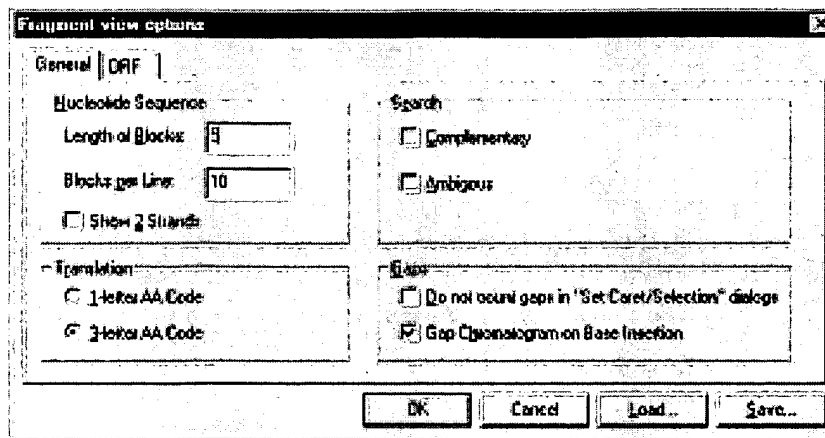 Fragment view options
General
ORF
Nucleotide Sequence
Length of Blocks: 5
Blocks per Line: 10
Show 2 Strands
Search
Complementary
Ambigous
Translation
1-letter AA Code
3-letter AA Code
Gaps
Do not count gaps in "Set Caret/Selection" dialogs
Gap Chromatogram on Base Insertion
OK
Cancel
Load...
Save...